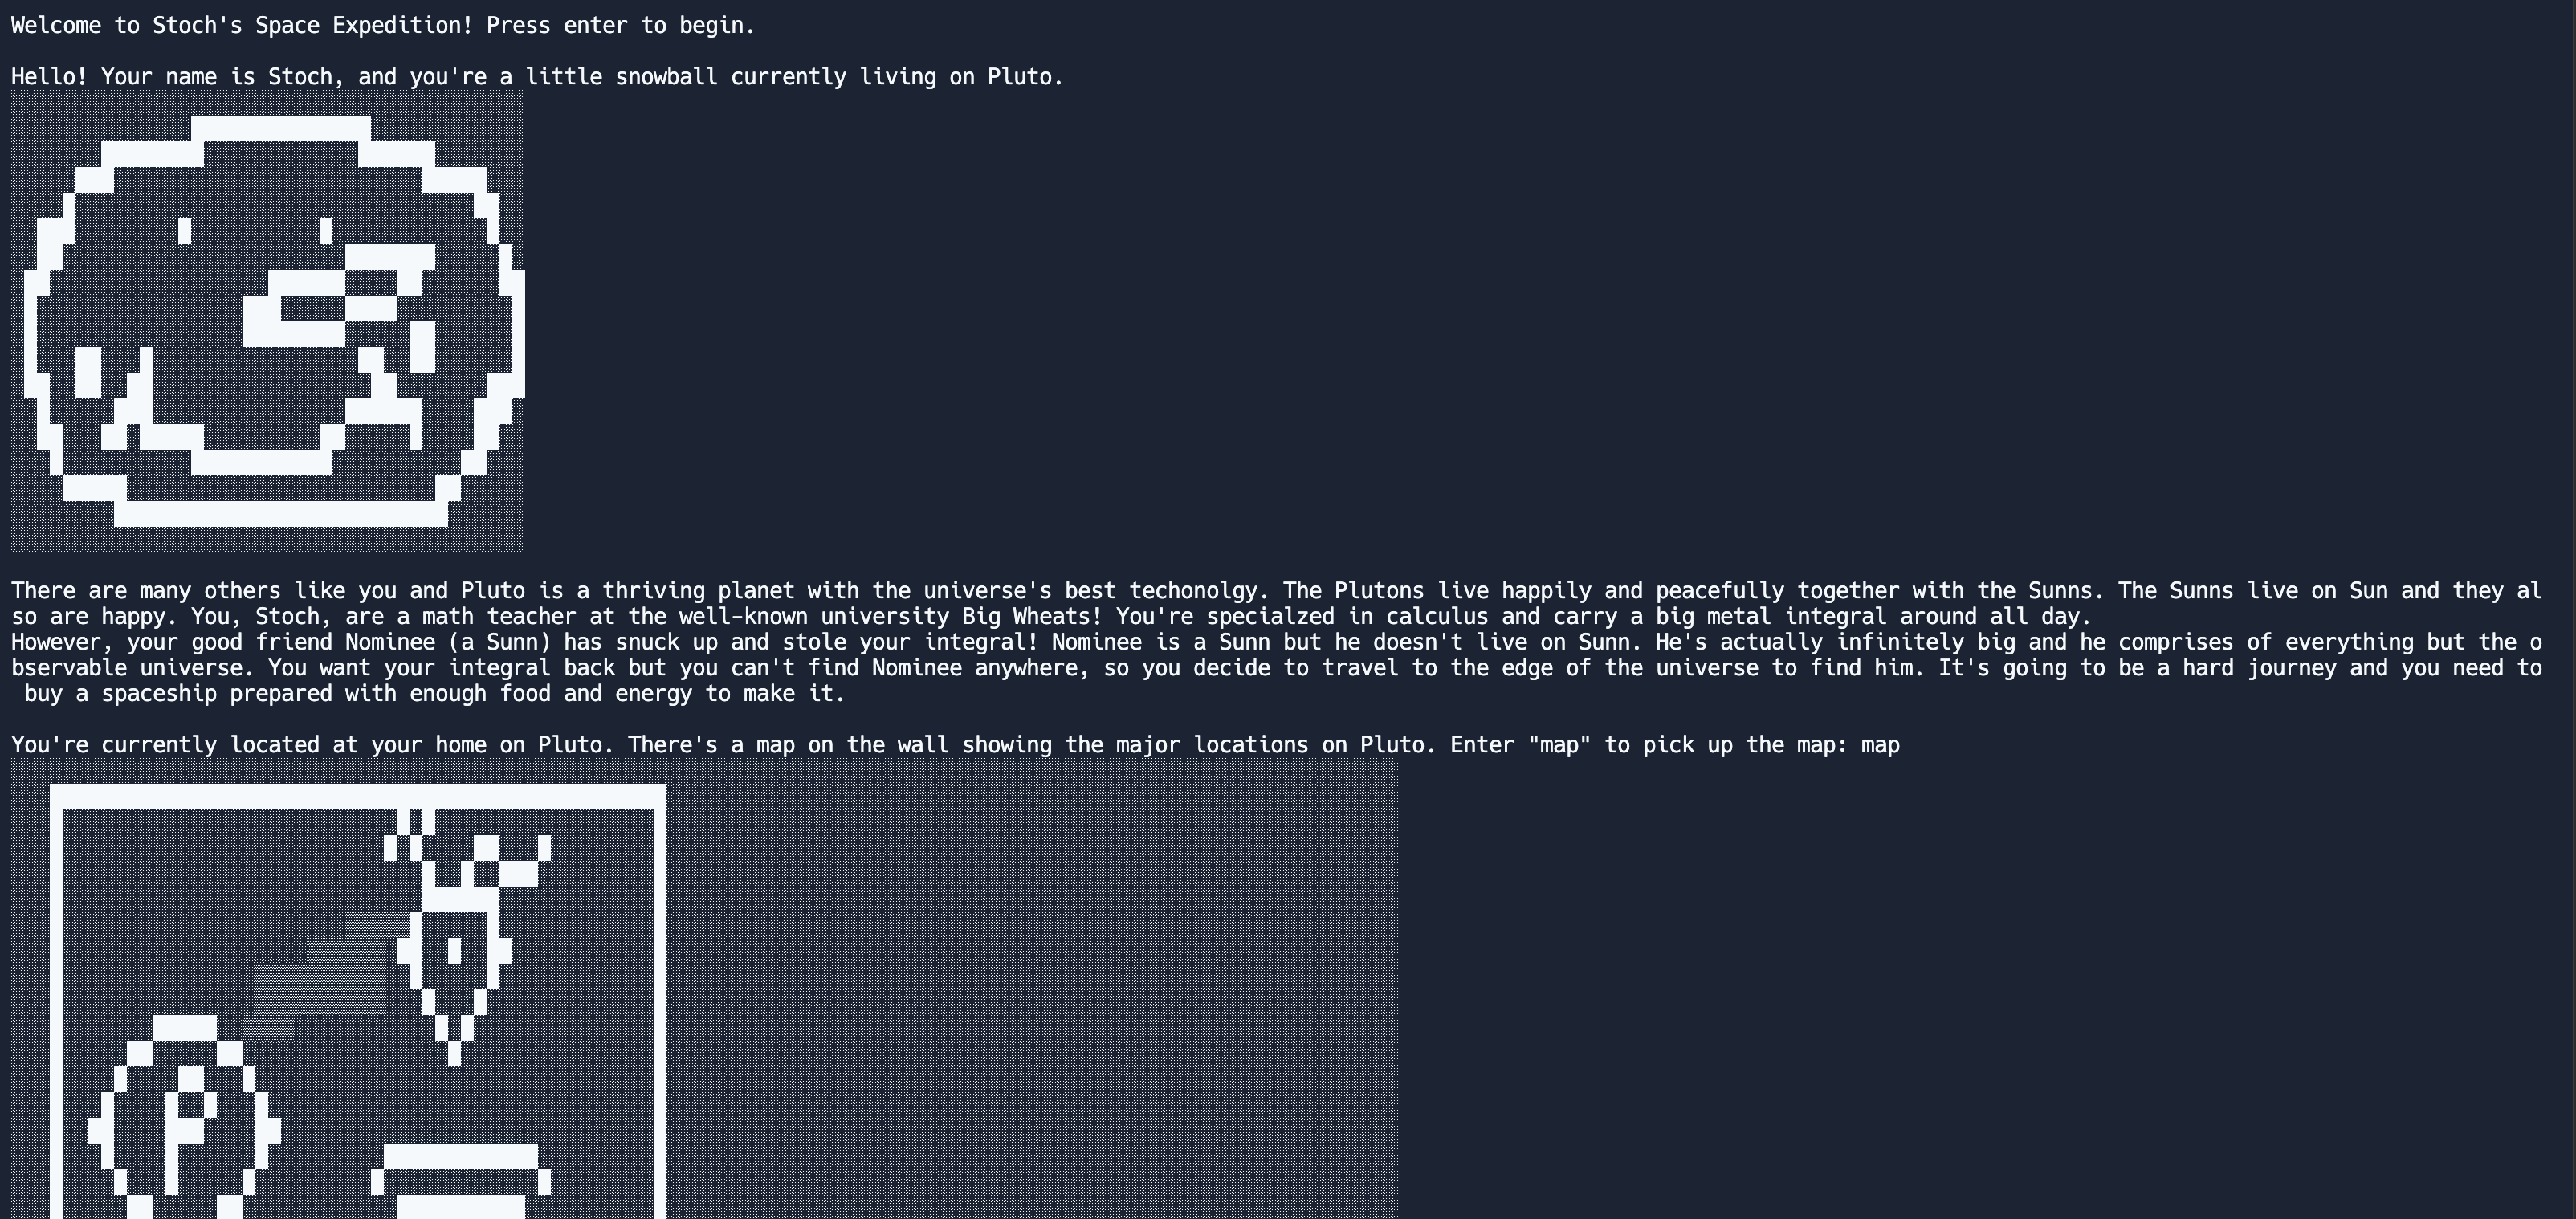 Welcome to Stoch's Space Expedition! Press enter to begin.
Hello! Your name is Stoch, and you're a little snowball currently living on Pluto.
There are many others like you and Pluto is a thriving planet with the universe's best techonolgy. The Plutons live happily and peacefully together with the Sunns. The Sunns live on Sun and they al
so are happy. You, Stoch, are a math teacher at the well-known university Big Wheats! You're specialzed in calculus and carry a big metal integral around all day.
However, your good friend Nominee (a Sunn) has snuck up and stole your integral! Nominee is a Sunn but he doesn't live on Sunn. He's actually infinitely big and he comprises of everything but the o
bservable universe. You want your integral back but you can't find Nominee anywhere, so you decide to travel to the edge of the universe to find him. It's going to be a hard journey and you need to
buy a spaceship prepared with enough food and energy to make it.
You're currently located at your home on Pluto. There's a map on the wall showing the major locations on Pluto. Enter "map" to pick up the map: map
P